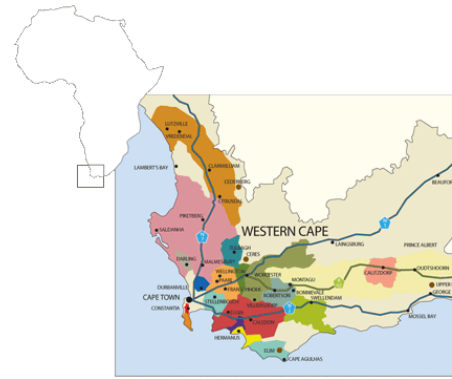 LUTZVILLE
VREDENDAL
LAMBERT'S BAY
CLANWILLIAM
CEDERBERG
CITRUSDAL
PIKETBERG
SALDANHA
WESTERN CAPE
BEAUFORT
TULBAGH
CERES
LAINGSBURG
PRINCE ALBERT
DARLING
MALMESBURY
WELLINGTON
WORCESTER
PAARL
MONTAGU
CALITZDORP
OUDTSHOORN
DURBANVILLE
FRANSCHHOEK
ROBERTSON
BONNIEVALE
UPPER
CAPE TOWN
STELLENBOSCH
SWELLENDAM
GEORGE
CONSTANTIA
ELGIN
CALEDON
MOSSEL BAY
HERMANUS
ELIM
CAPE AGULHAS